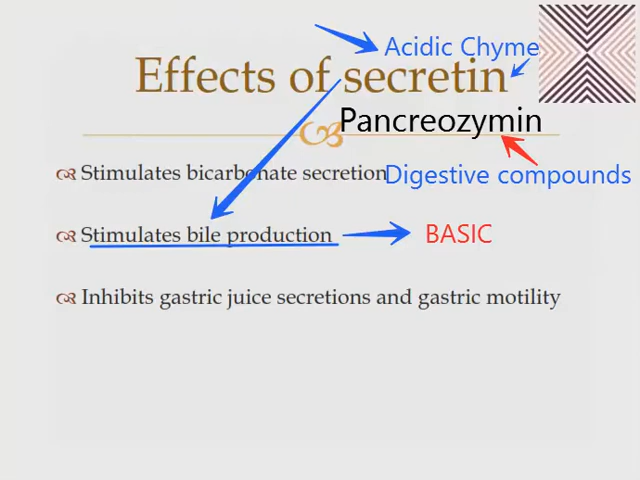 Acidic Chyme
Effects of secretin
Pancreozymin
Stimulates bicarbonate secretion
Digestive compounds
Stimulates bile production
BASIC
Inhibits gastric juice secretions and gastric motility